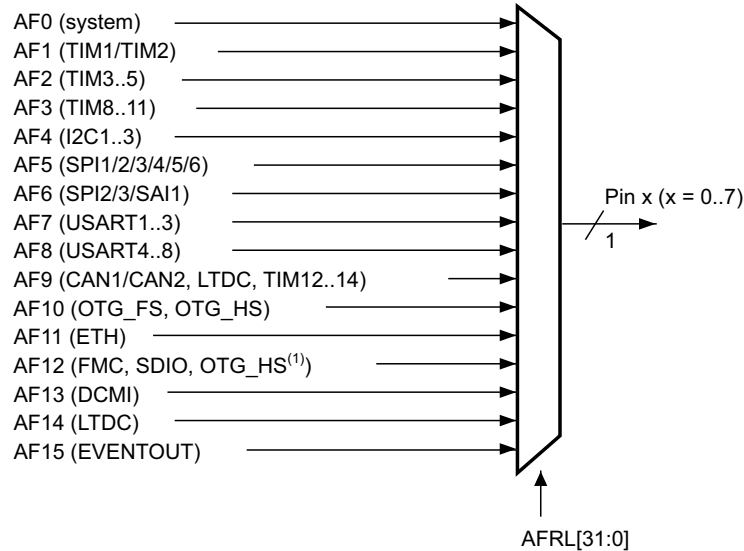 AF0 (system)
AF1 (TIM1/TIM2)
AF2 (TIM3..5)
AF3 (TIM8..11)
AF4 (I2C1..3)
AF5 (SPI1/2/3/4/5/6)
AF6 (SPI2/3/SAI1)
AF7 (USART1..3)
AF8 (USART4..8)
AF9 (CAN1/CAN2, LTDC, TIM12..14)
AF10 (OTG_FS, OTG_HS)
AF11 (ETH)
AF12 (FMC, SDIO, OTG_HS(1))
AF13 (DCMI)
AF14 (LTDC)
AF15 (EVENTOUT)
Pin x (x = 0..7)
1
AFRL[31:0]